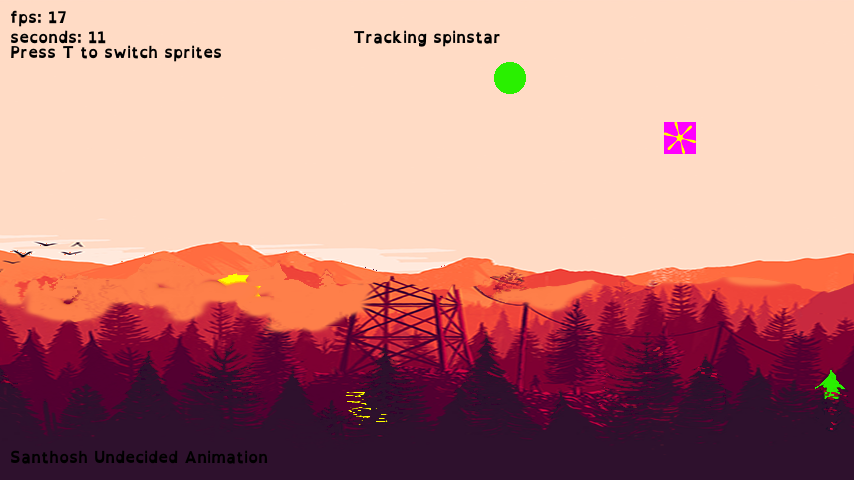 fps: 17
seconds: 11
Tracking spinstar
Press T to switch sprites
Santhosh Undecided Animation